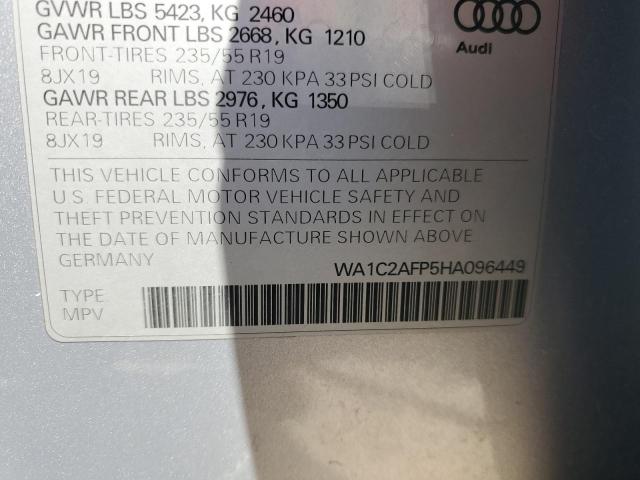 GVWR LBS 5423, KG 2460
GAWR FRONT LBS 2668, KG 1210
FRONT-TIRES 235/55 R19
8JX19 RIMS, AT 230 KPA 33 PSI COLD
GAWR REAR LBS 2976, KG 1350
REAR-TIRES 235/55 R19
8JX19 RIMS, AT 230 KPA 33 PSI COLD
Audi
THIS VEHICLE CONFORMS TO ALL APPLICABLE
U.S. FEDERAL MOTOR VEHICLE SAFETY AND
THEFT PREVENTION STANDARDS IN EFFECT ON
THE DATE OF MANUFACTURE SHOWN ABOVE.
GERMANY
WA1C2AFP5HA096449
TYPE:
MPV